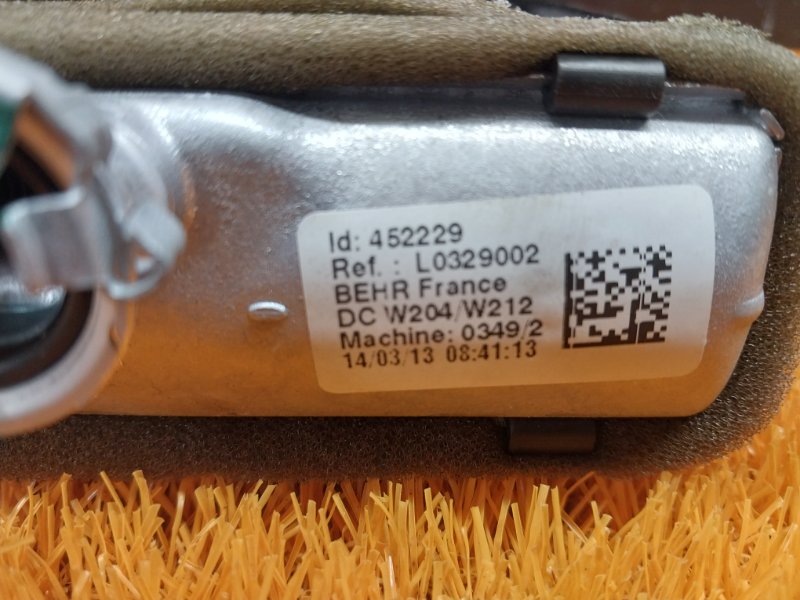 Id: 452229
Ref. : L0329002
BEHR France
DC W204/W212
Machine: 0349/2
14/03/13 08:41:13